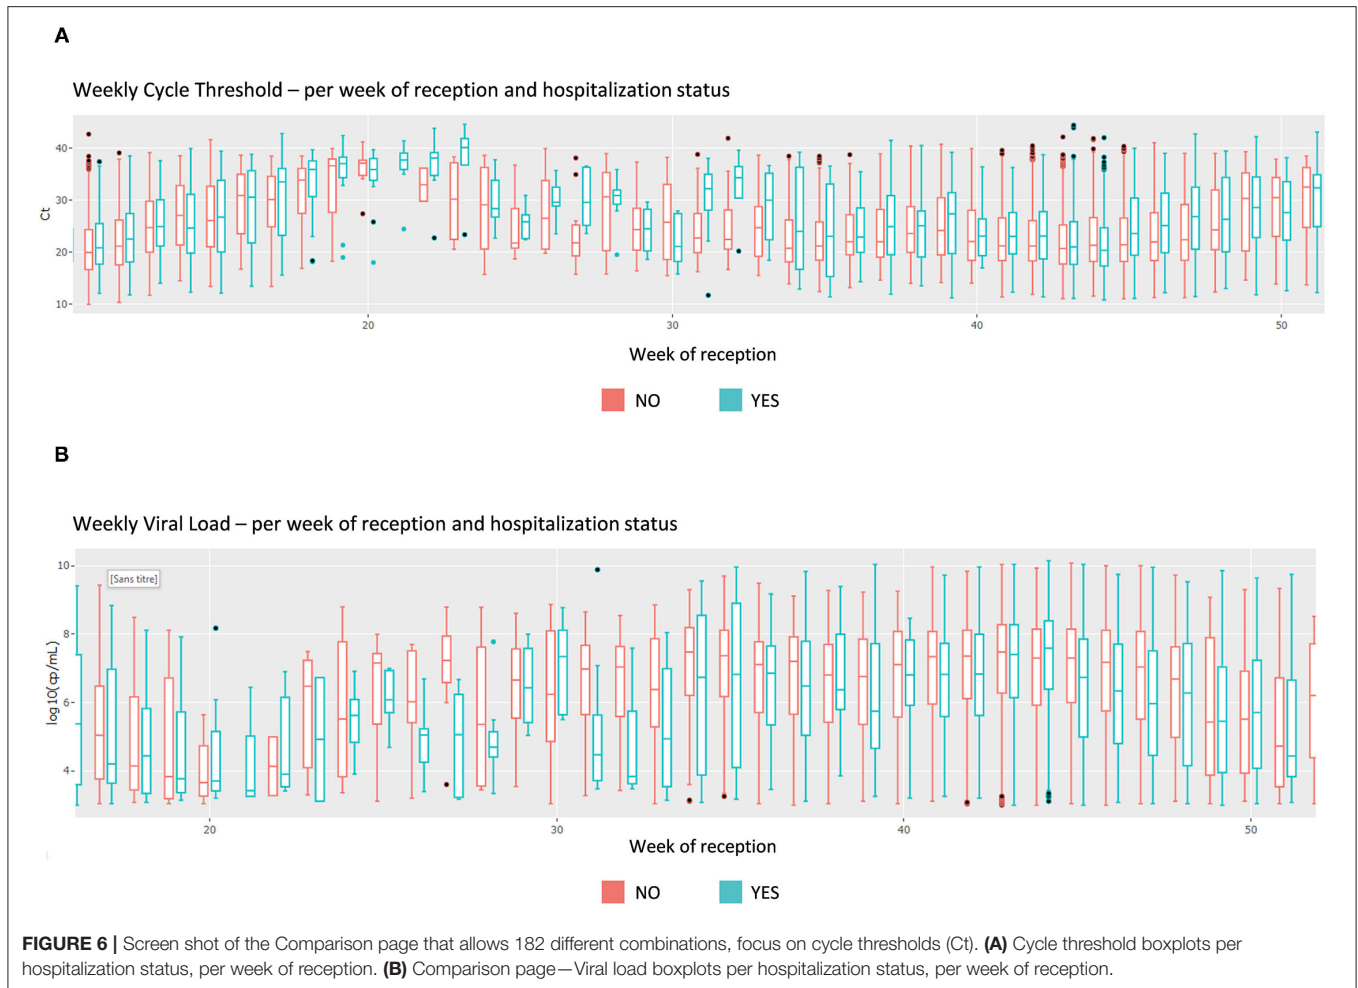 A
Weekly Cycle Threshold – per week of reception and hospitalization status
40
30
20
10
Ct
20 30 40 50
Week of reception
NO YES
B
Weekly Viral Load – per week of reception and hospitalization status
[Sans titre]
10
8
6
4
log10(cp/mL)
20 30 40 50
Week of reception
NO YES
FIGURE 6 | Screen shot of the Comparison page that allows 182 different combinations, focus on cycle thresholds (Ct). (A) Cycle threshold boxplots per
hospitalization status, per week of reception. (B) Comparison page—Viral load boxplots per hospitalization status, per week of reception.